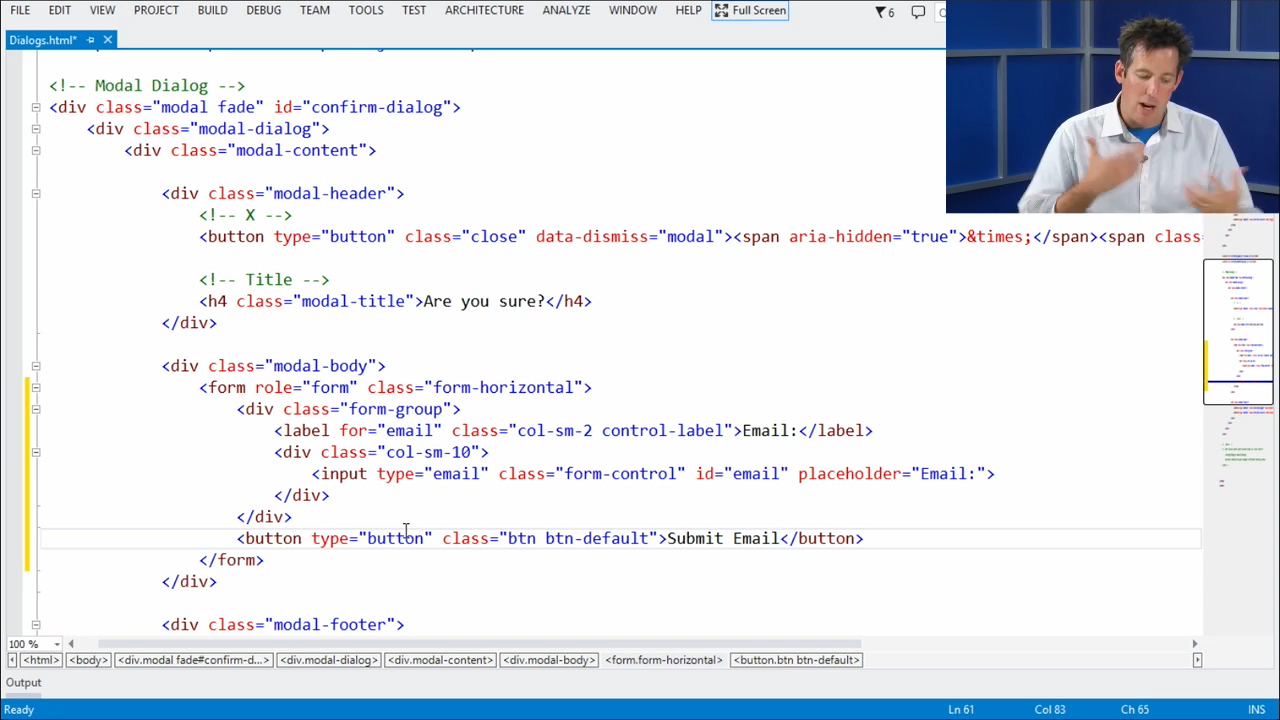 FILE EDIT VIEW PROJECT BUILD DEBUG TEAM TOOLS TEST ARCHITECTURE ANALYZE WINDOW HELP Full Screen 6
Dialogs.html*
<!-- Modal Dialog -->
<div class="modal fade" id="confirm-dialog">
<div class="modal-dialog">
<div class="modal-content">
<div class="modal-header">
<!-- X -->
<button type="button" class="close" data-dismiss="modal"><span aria-hidden="true">&times;</span><span class=
<!-- Title -->
<h4 class="modal-title">Are you sure?</h4>
</div>
<div class="modal-body">
<form role="form" class="form-horizontal">
<div class="form-group">
<label for="email" class="col-sm-2 control-label">Email:</label>
<div class="col-sm-10">
<input type="email" class="form-control" id="email" placeholder="Email:">
</div>
</div>
<button type="button" class="btn btn-default">Submit Email</button>
</form>
</div>
<div class="modal-footer">
100 %
<html> <body> <div.modal fade#confirm-d...> <div.modal-dialog> <div.modal-content> <div.modal-body> <form.form-horizontal> <button.btn btn-default>
Output
Ready Ln 61 Col 83 Ch 65 INS